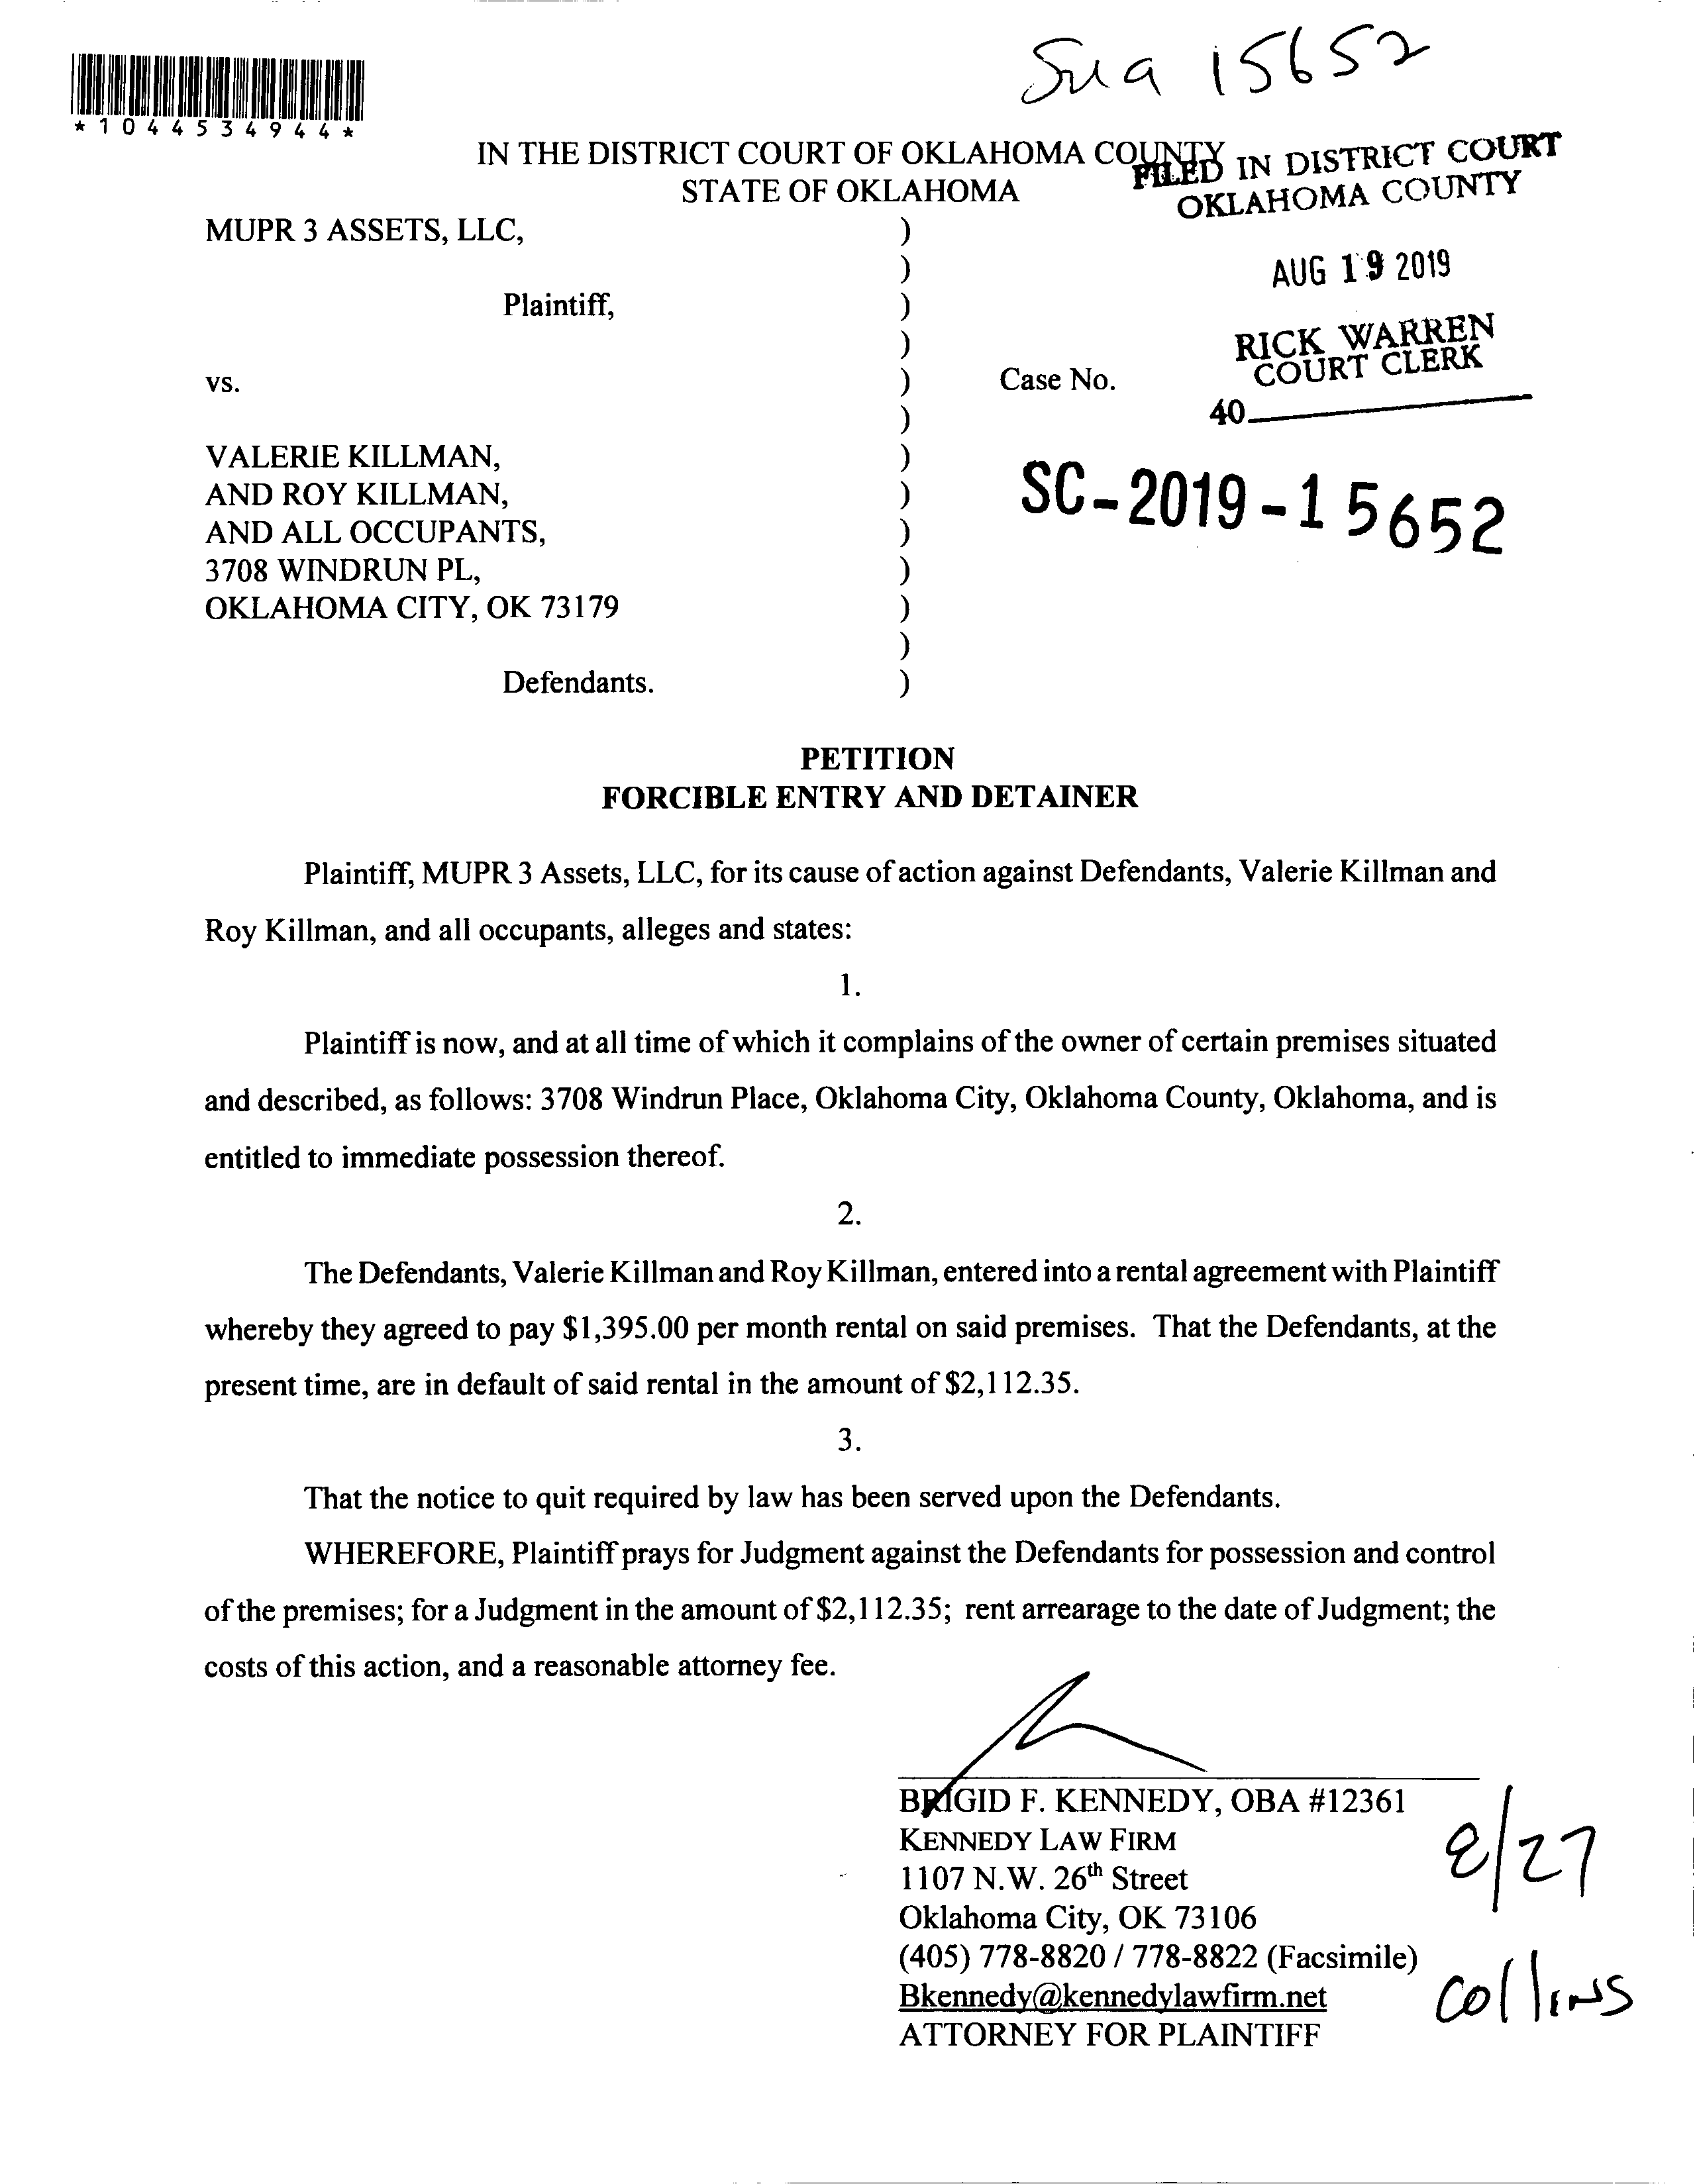 Sua 15652
*1044534944*
IN THE DISTRICT COURT OF OKLAHOMA COUNTY
STATE OF OKLAHOMA
FILED IN DISTRICT COURT
OKLAHOMA COUNTY
AUG 19 2019
RICK WARREN
COURT CLERK
40
MUPR 3 ASSETS, LLC, )
)
Plaintiff, )
)
vs. ) Case No.
)
VALERIE KILLMAN, )
AND ROY KILLMAN, ) SC-2019-15652
AND ALL OCCUPANTS, )
3708 WINDRUN PL, )
OKLAHOMA CITY, OK 73179 )
)
Defendants. )
PETITION
FORCIBLE ENTRY AND DETAINER
Plaintiff, MUPR 3 Assets, LLC, for its cause of action against Defendants, Valerie Killman and
Roy Killman, and all occupants, alleges and states:
1.
Plaintiff is now, and at all time of which it complains of the owner of certain premises situated
and described, as follows: 3708 Windrun Place, Oklahoma City, Oklahoma County, Oklahoma, and is
entitled to immediate possession thereof.
2.
The Defendants, Valerie Killman and Roy Killman, entered into a rental agreement with Plaintiff
whereby they agreed to pay $1,395.00 per month rental on said premises. That the Defendants, at the
present time, are in default of said rental in the amount of $2,112.35.
3.
That the notice to quit required by law has been served upon the Defendants.
WHEREFORE, Plaintiff prays for Judgment against the Defendants for possession and control
of the premises; for a Judgment in the amount of $2,112.35; rent arrearage to the date of Judgment; the
costs of this action, and a reasonable attorney fee.
BRIGID F. KENNEDY, OBA #12361
KENNEDY LAW FIRM
1107 N.W. 26th Street
Oklahoma City, OK 73106
(405) 778-8820 / 778-8822 (Facsimile)
Bkennedy@kennedylawfirm.net
ATTORNEY FOR PLAINTIFF
8/27
Collins